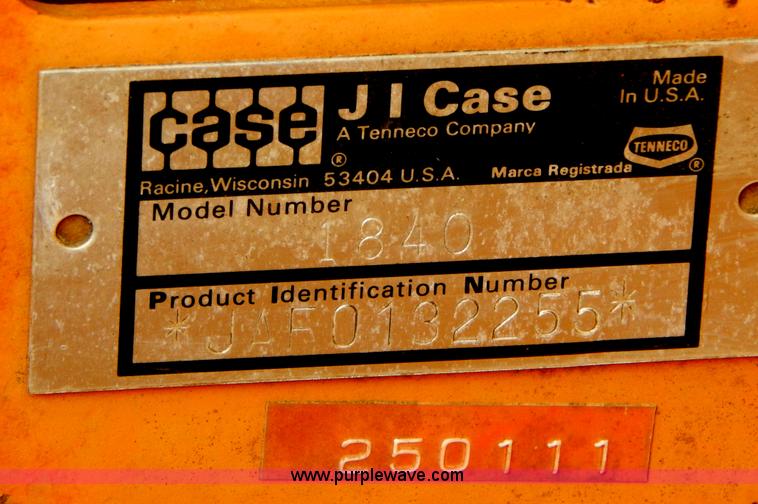 case ®
J I Case
A Tenneco Company
Made
In U.S.A.
TENNECO ®
Racine, Wisconsin 53404 U.S.A. Marca Registrada
Model Number
1840
Product Identification Number
*JAF0132255*
250111
www.purplewave.com